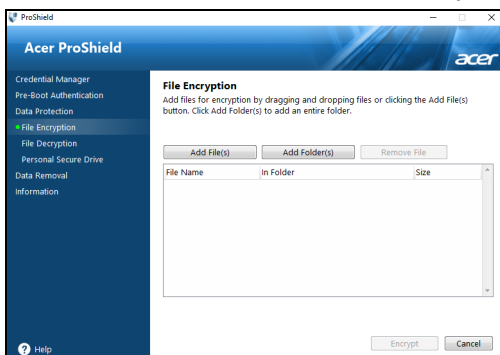 ProShield
Acer ProShield
acer
Credential Manager
Pre-Boot Authentication
Data Protection
File Encryption
File Decryption
Personal Secure Drive
Data Removal
Information
Help
File Encryption
Add files for encryption by dragging and dropping files or clicking the Add File(s)
button. Click Add Folder(s) to add an entire folder.
Add File(s) Add Folder(s) Remove File
File Name In Folder Size
Encrypt Cancel